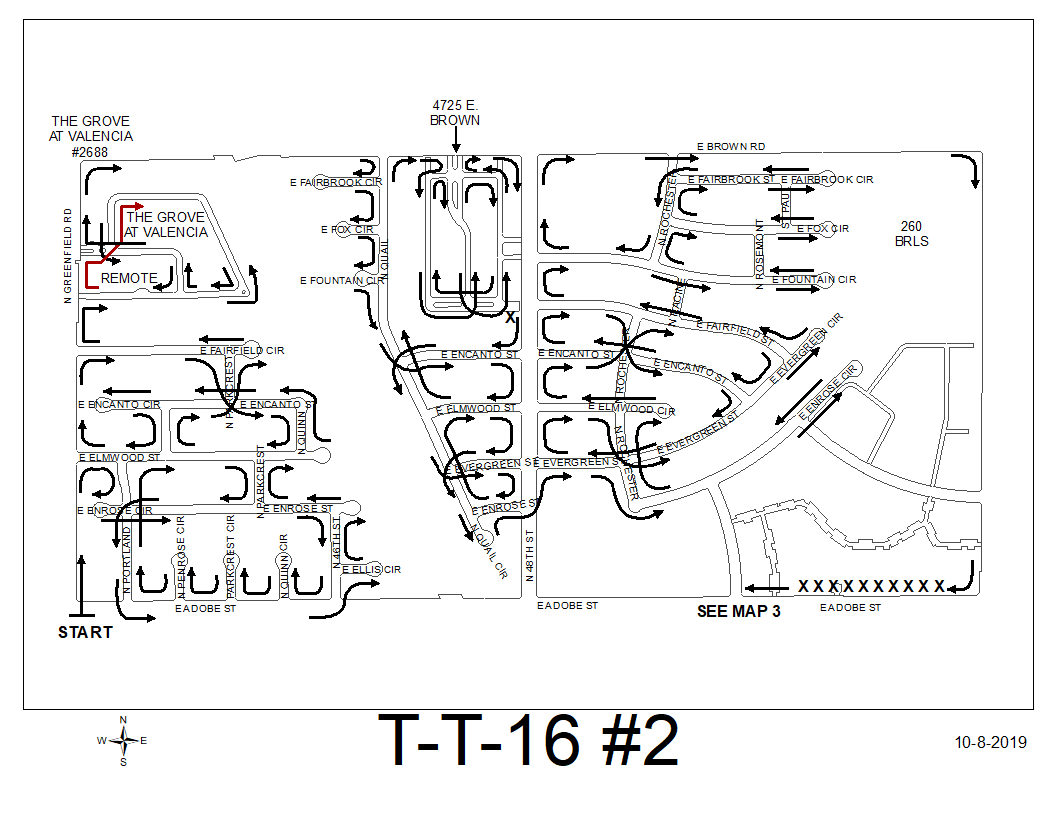 4725 E.
BROWN
THE GROVE
AT VALENCIA
#2688
E BROWN RD
E FAIRBROOK CIR
E FAIRBROOK ST
E FAIRBROOK CIR
N GREENFIELD RD
THE GROVE
AT VALENCIA
REMOTE
E FOX CIR
E FOUNTAIN CIR
N QUAIL
N ROCHESTER
ST PAUL
N ROSEMONT
E FOX CIR
E FOUNTAIN CIR
260
BRLS
N RACINE
X
E FAIRFIELD CIR
E ENCANTO ST
E ENCANTO ST
E FAIRFIELD ST
E ENCANTO ST
E EVERGREEN CIR
E ENROSE CIR
N PARKCREST
N ROCHESTER
E ENCANTO CIR
E ENCANTO ST
N QUINN
E ELMWOOD ST
E ELMWOOD CIR
E EVERGREEN ST
E ELMWOOD ST
N PARKCREST
E EVERGREEN ST
E EVERGREEN ST
N ROCHESTER
E ENROSE CIR
E ENROSE ST
E ENROSE ST
N PORTLAND
N PENROSE CIR
PARKCREST CIR
N QUINN CIR
N 46TH ST
E ELLIS CIR
N QUAIL CIR
N 48TH ST
E ADOBE ST
E ADOBE ST
X X X X X X X X X X
SEE MAP 3
E ADOBE ST
START
N
W E
S
T-T-16 #2
10-8-2019